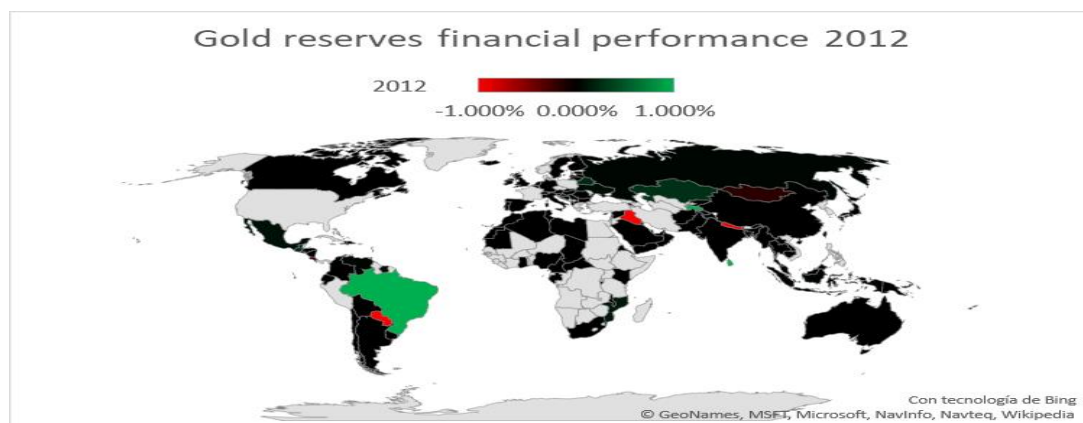 Gold reserves financial performance 2012
2012
-1.000% 0.000% 1.000%
Con tecnología de Bing
© GeoNames, MSFT, Microsoft, NavInfo, Navteq, Wikipedia